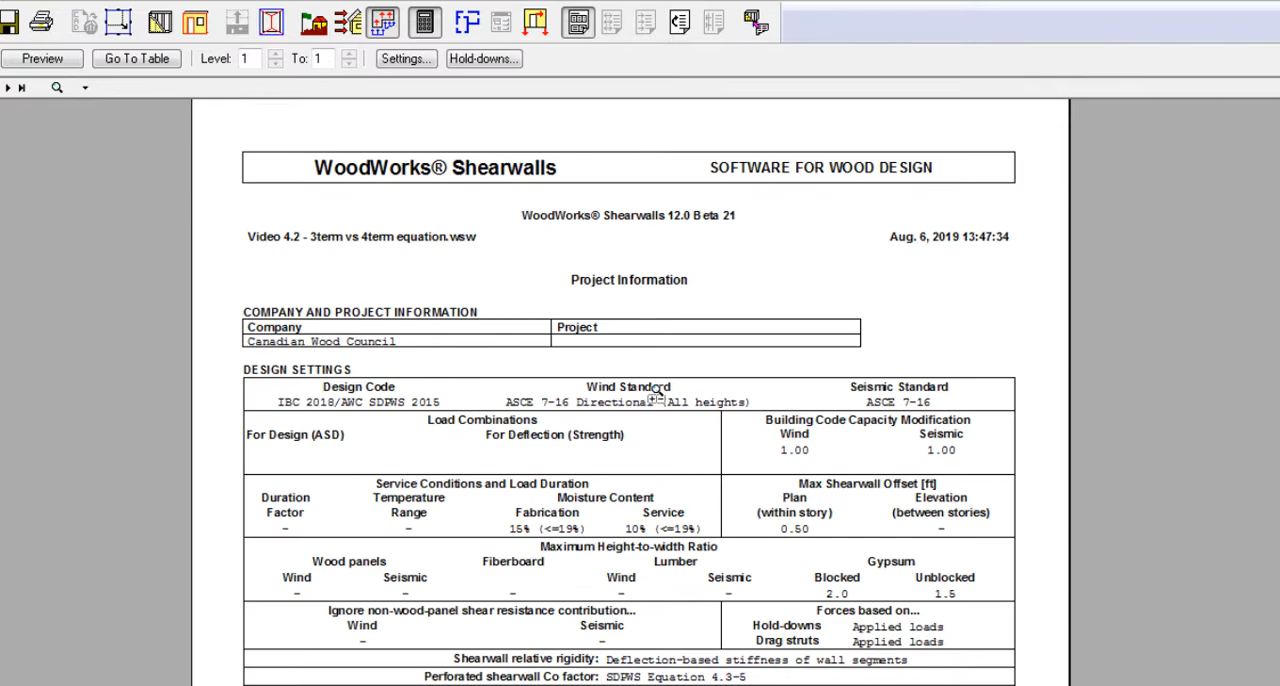 Preview Go To Table Level: 1 To: 1 Settings... Hold-downs...
WoodWorks® Shearwalls SOFTWARE FOR WOOD DESIGN
WoodWorks® Shearwalls 12.0 Beta 21
Video 4.2 - 3term vs 4term equation.wsw Aug. 6, 2019 13:47:34
Project Information
COMPANY AND PROJECT INFORMATION
Company Project
Canadian Wood Council
DESIGN SETTINGS
Design Code Wind Standard Seismic Standard
IBC 2018/AWC SDPWS 2015 ASCE 7-16 Directional (All heights) ASCE 7-16
Load Combinations Building Code Capacity Modification
For Design (ASD) For Deflection (Strength) Wind Seismic
1.00 1.00
Service Conditions and Load Duration Max Shearwall Offset [ft]
Duration Temperature Moisture Content Plan Elevation
Factor Range Fabrication Service (within story) (between stories)
- - 15% (<=19%) 10% (<=19%) 0.50 -
Maximum Height-to-width Ratio
Wood panels Fiberboard Lumber Gypsum
Wind Seismic Wind Seismic Blocked Unblocked
- - - - - 2.0 1.5
Ignore non-wood-panel shear resistance contribution... Forces based on...
Wind Seismic Hold-downs Applied loads
- - Drag struts Applied loads
Shearwall relative rigidity: Deflection-based stiffness of wall segments
Perforated shearwall Co factor: SDPWS Equation 4.3-5